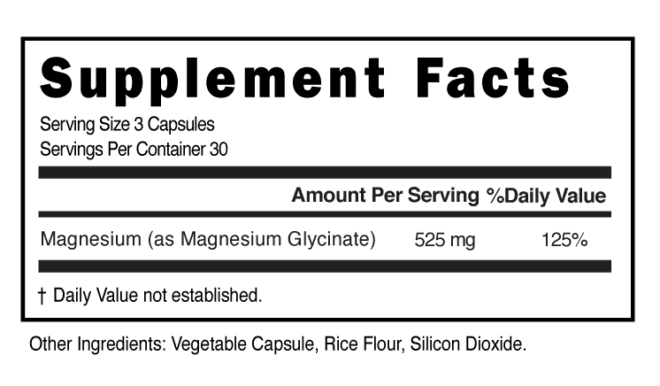 Supplement Facts
Serving Size 3 Capsules
Servings Per Container 30
Amount Per Serving %Daily Value
Magnesium (as Magnesium Glycinate) 525 mg 125%
† Daily Value not established.
Other Ingredients: Vegetable Capsule, Rice Flour, Silicon Dioxide.